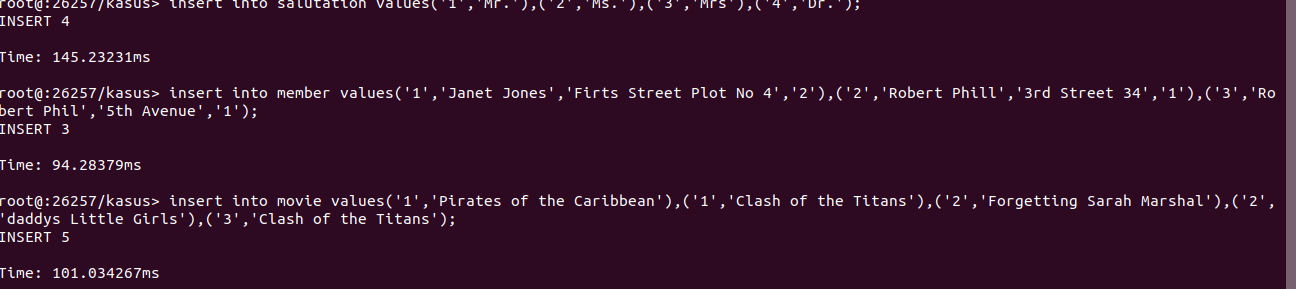 root@:26257/kasus> insert into salutation values('1','Mr.'),('2','Ms.'),('3','Mrs'),('4','Dr.');
INSERT 4
Time: 145.23231ms
root@:26257/kasus> insert into member values('1','Janet Jones','Firts Street Plot No 4','2'),('2','Robert Phill','3rd Street 34','1'),('3','Ro
bert Phil','5th Avenue','1');
INSERT 3
Time: 94.28379ms
root@:26257/kasus> insert into movie values('1','Pirates of the Caribbean'),('1','Clash of the Titans'),('2','Forgetting Sarah Marshal'),('2',
'daddys Little Girls'),('3','Clash of the Titans');
INSERT 5
Time: 101.034267ms